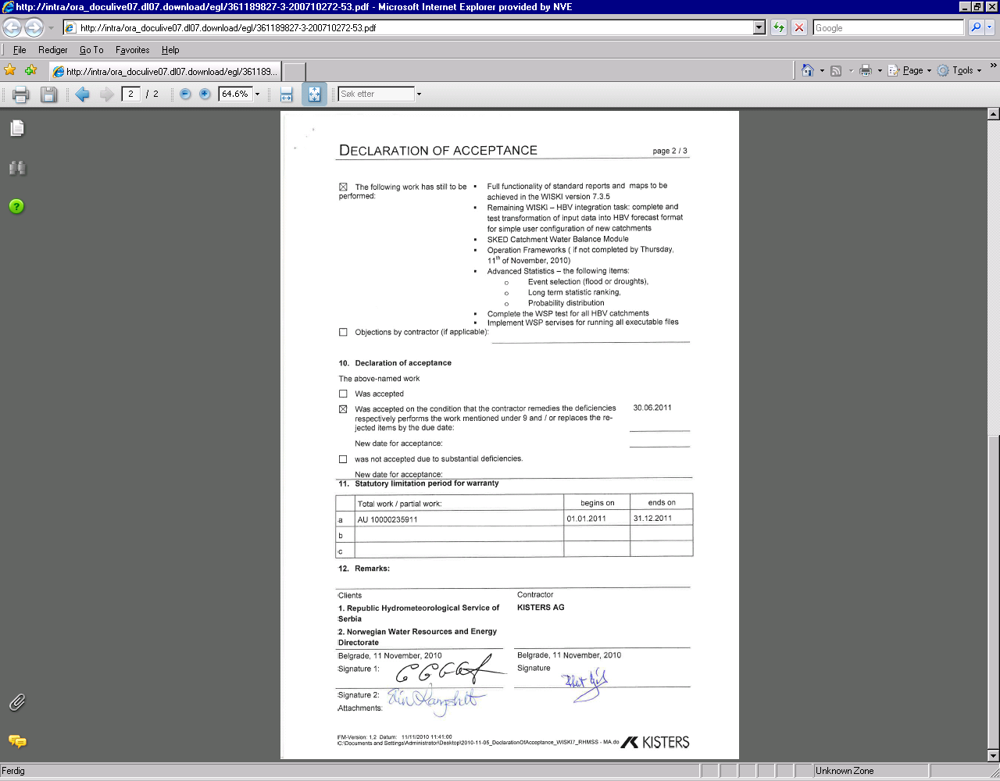 http://intra/ora_doculive07.dl07.download/egl/361189827-3-200710272-53.pdf - Microsoft Internet Explorer provided by NVE
http://intra/ora_doculive07.dl07.download/egl/361189827-3-200710272-53.pdf
Google
File Rediger Go To Favorites Help
http://intra/ora_doculive07.dl07.download/egl/361189...
Page Tools »
2 / 2 64.6% Søk etter
DECLARATION OF ACCEPTANCE page 2 / 3
☒ The following work has still to be performed:
▪ Full functionality of standard reports and maps to be
achieved in the WISKI version 7.3.5
▪ Remaining WISKI – HBV integration task: complete and
test transformation of input data into HBV forecast format
for simple user configuration of new catchments
▪ SKED Catchment Water Balance Module
▪ Operation Frameworks ( if not completed by Thursday,
11th of November, 2010)
▪ Advanced Statistics – the following items:
o Event selection (flood or droughts),
o Long term statistic ranking,
o Probability distribution
▪ Complete the WSP test for all HBV catchments
▪ Implement WSP servises for running all executable files
☐ Objections by contractor (if applicable):
10. Declaration of acceptance
The above-named work
☐ Was accepted
☒ Was accepted on the condition that the contractor remedies the deficiencies 30.06.2011
respectively performs the work mentioned under 9 and / or replaces the re-
jected items by the due date:
New date for acceptance:
☐ was not accepted due to substantial deficiencies.
New date for acceptance:
11. Statutory limitation period for warranty
Total work / partial work: begins on ends on
a AU 10000235911 01.01.2011 31.12.2011
b
c
12. Remarks:
Clients Contractor
1. Republic Hydrometeorological Service of KISTERS AG
Serbia
2. Norwegian Water Resources and Energy
Directorate
Belgrade, 11 November, 2010 Belgrade, 11 November, 2010
Signature 1: Signature
Signature 2:
Attachments:
FM-Version: 1.2 Datum: 11/11/2010 11:41:00
C:\Documents and Settings\Administrator\Desktop\2010-11-05_DeclarationOfAcceptance_WISKI7_RHMSS - MA.do
KISTERS
Ferdig Unknown Zone